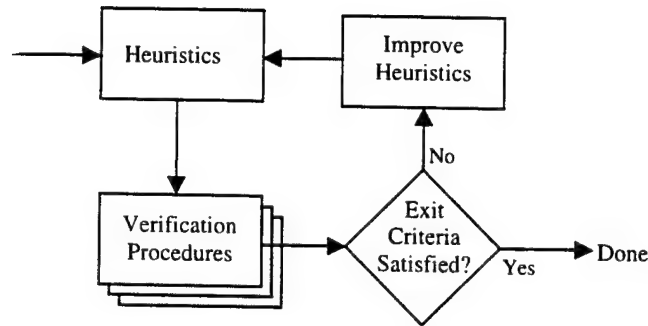 Heuristics
Improve
Heuristics
No
Verification
Procedures
Exit
Criteria
Satisfied?
Yes
Done